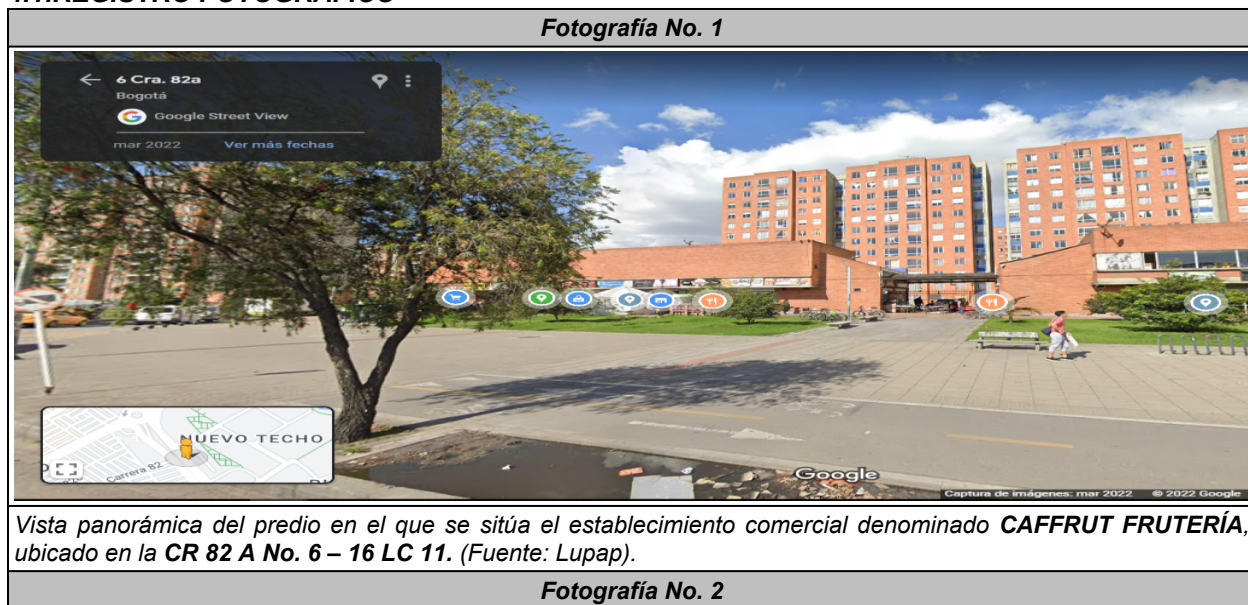 REGISTRO FOTOGRÁFICO
Fotografía No. 1
6 Cra. 82a
Bogotá
Google Street View
mar 2022 Ver más fechas
NUEVO TECHO
Carrera 82
Google
Captura de imágenes: mar 2022 © 2022 Google
Vista panorámica del predio en el que se sitúa el establecimiento comercial denominado CAFFRUT FRUTERÍA,
ubicado en la CR 82 A No. 6 – 16 LC 11. (Fuente: Lupap).
Fotografía No. 2